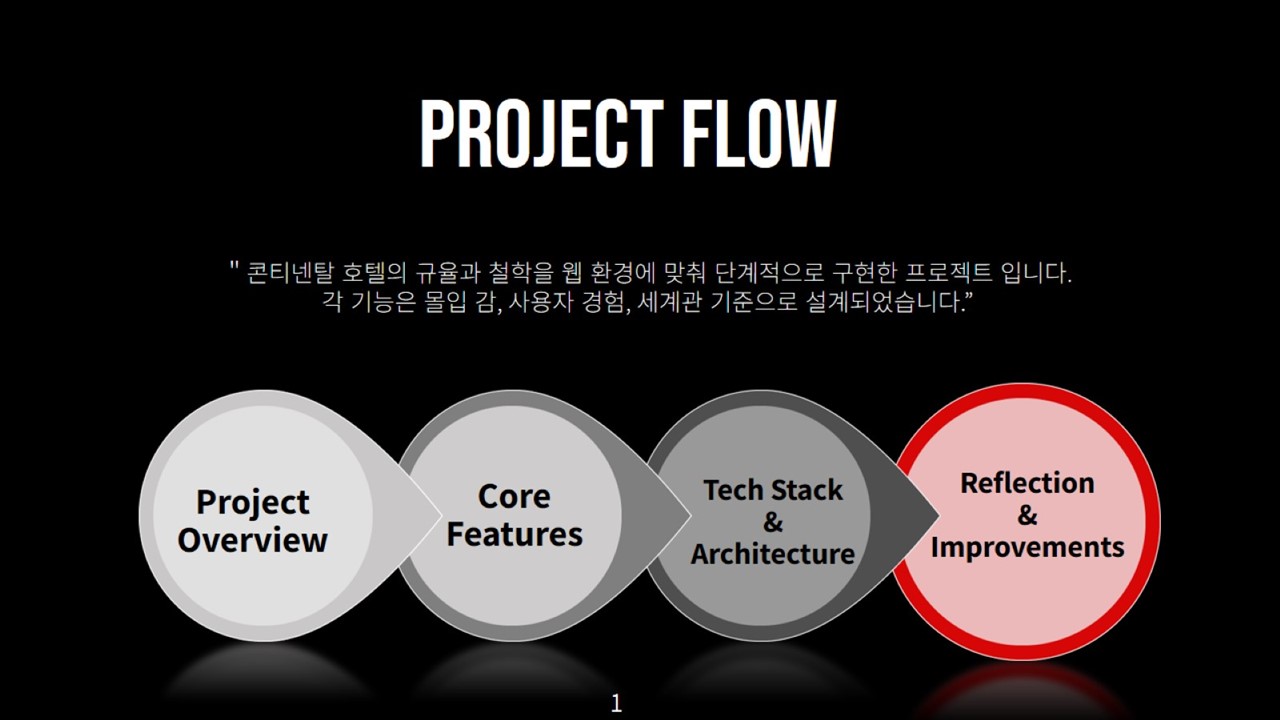 PROJECT FLOW
" 콘티넨탈 호텔의 규율과 철학을 웹 환경에 맞춰 단계적으로 구현한 프로젝트 입니다.
각 기능은 몰입 감, 사용자 경험, 세계관 기준으로 설계되었습니다.”
Project
Overview
Core
Features
Tech Stack
&
Architecture
Reflection
&
Improvements
1